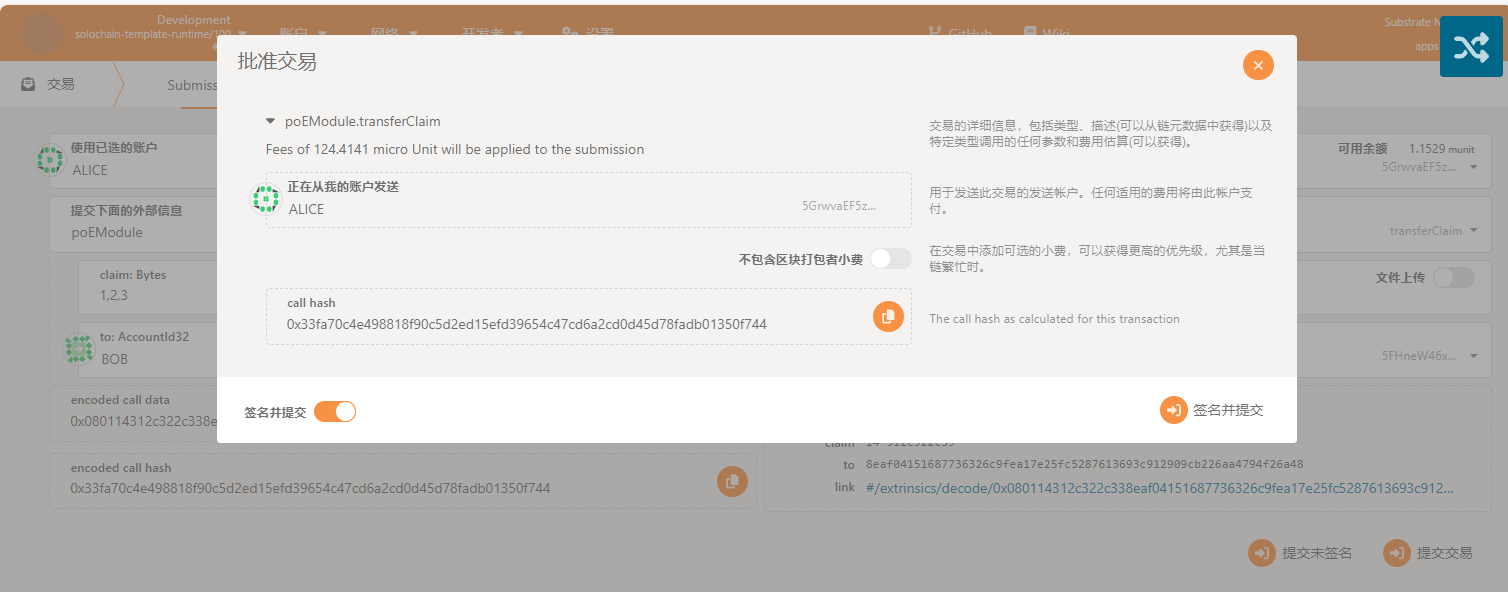 Development
solochain-template-runtime/100
账户
网络
开发者
设置
GitHub
Wiki
Substrate N
apps
交易
Submiss
批准交易
poEModule.transferClaim
Fees of 124.4141 micro Unit will be applied to the submission
交易的详细信息，包括类型、描述(可以从链元数据中获得)以及
特定类型调用的任何参数和费用估算(可以获得)。
正在从我的账户发送
ALICE
5GrwvaEF5z...
用于发送此交易的发送帐户。任何适用的费用将由此帐户支
付。
不包含区块打包者小费
在交易中添加可选的小费，可以获得更高的优先级，尤其是当
链繁忙时。
call hash
0x33fa70c4e498818f90c5d2ed15efd39654c47cd6a2cd0d45d78fadb01350f744
The call hash as calculated for this transaction
签名并提交
签名并提交
使用已选的账户
ALICE
可用余额 1.1529 munit
5GrwvaEF5z...
提交下面的外部信息
poEModule
transferClaim
claim: Bytes
1,2,3
文件上传
to: AccountId32
BOB
5FHneW46x...
encoded call data
0x080114312c322c338e
encoded call hash
0x33fa70c4e498818f90c5d2ed15efd39654c47cd6a2cd0d45d78fadb01350f744
claim 14 312c322c33
to 8eaf04151687736326c9fea17e25fc5287613693c912909cb226aa4794f26a48
link #/extrinsics/decode/0x080114312c322c338eaf04151687736326c9fea17e25fc5287613693c912...
提交未签名
提交交易